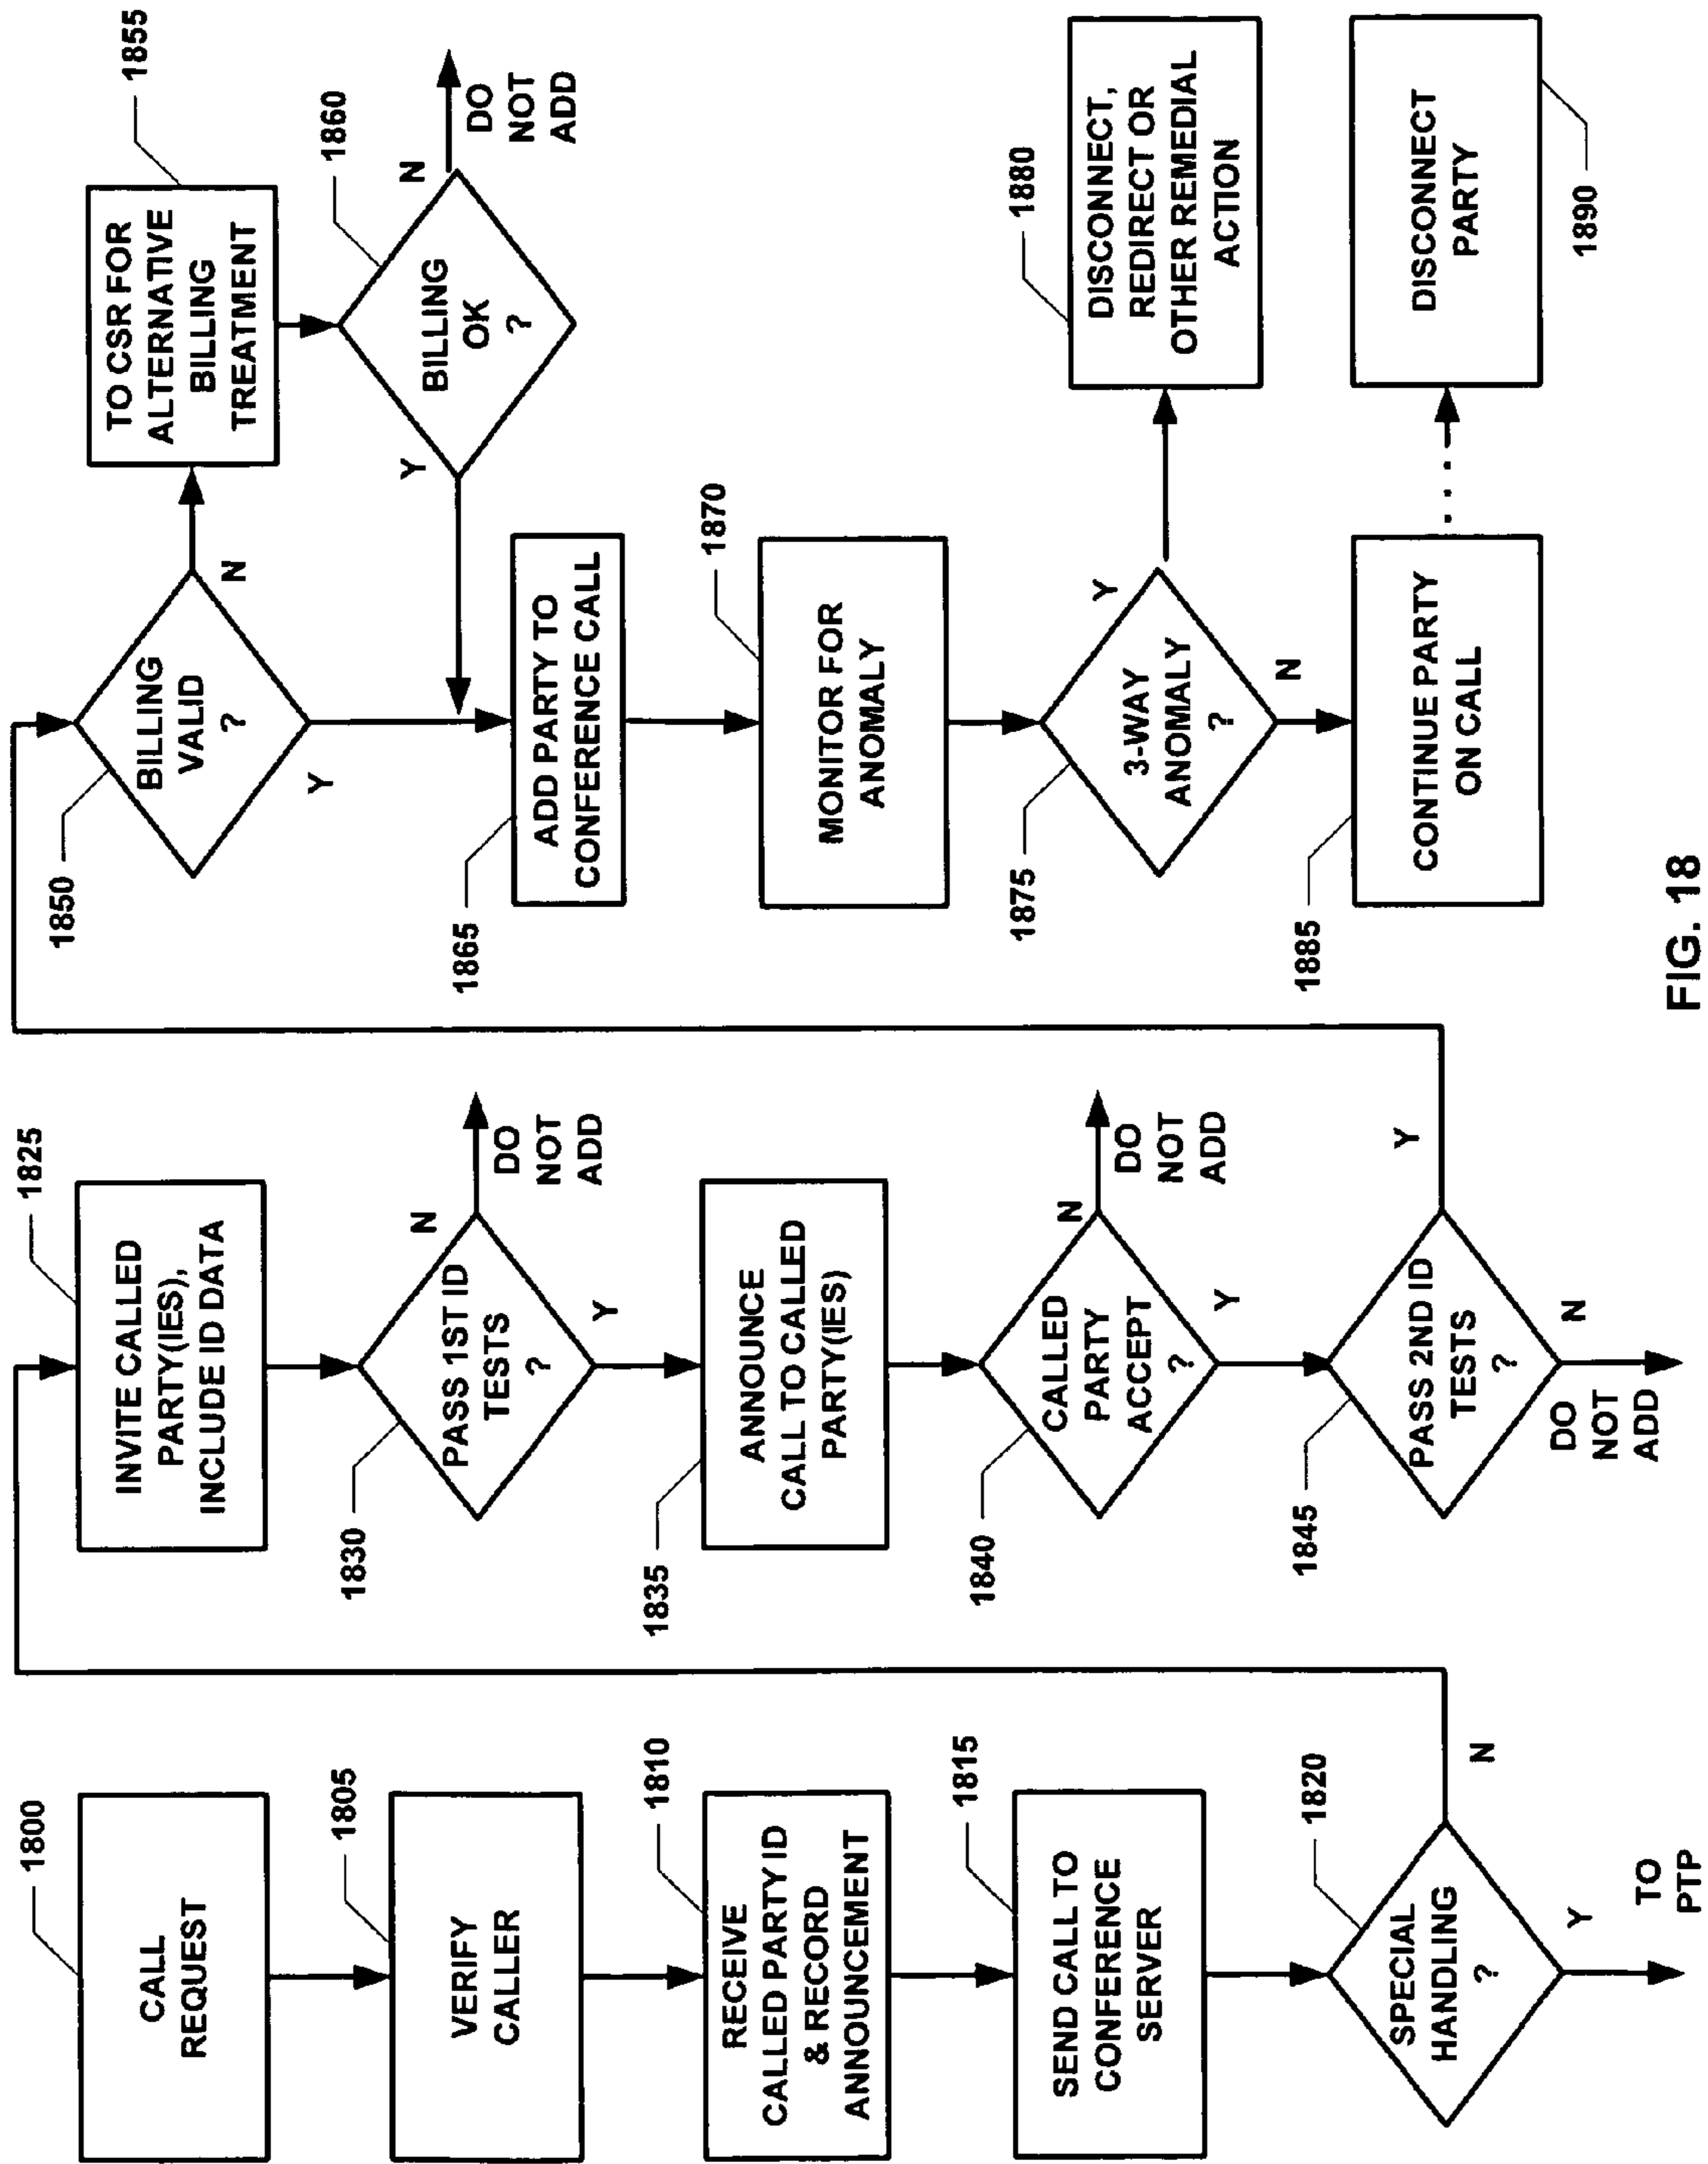 1800
CALL
REQUEST
1805
VERIFY
CALLER
1810
RECEIVE
CALLED PARTY ID
& RECORD
ANNOUNCEMENT
1815
SEND CALL TO
CONFERENCE
SERVER
1820
SPECIAL
HANDLING
?
N
Y
TO
PTP
1825
INVITE CALLED
PARTY(IES),
INCLUDE ID DATA
1830
PASS 1ST ID
TESTS
?
N
DO
NOT
ADD
Y
1835
ANNOUNCE
CALL TO CALLED
PARTY(IES)
1840
CALLED
PARTY
ACCEPT
?
N
DO
NOT
ADD
Y
1845
PASS 2ND ID
TESTS
?
Y
N
DO
NOT
ADD
1850
BILLING
VALID
?
N
Y
1855
TO CSR FOR
ALTERNATIVE
BILLING
TREATMENT
1860
BILLING
OK
?
N
DO
NOT
ADD
Y
1865
ADD PARTY TO
CONFERENCE CALL
1870
MONITOR FOR
ANOMALY
1875
3-WAY
ANOMALY
?
Y
N
1880
DISCONNECT,
REDIRECT OR
OTHER REMEDIAL
ACTION
1885
CONTINUE PARTY
ON CALL
DISCONNECT
PARTY
1890
FIG. 18